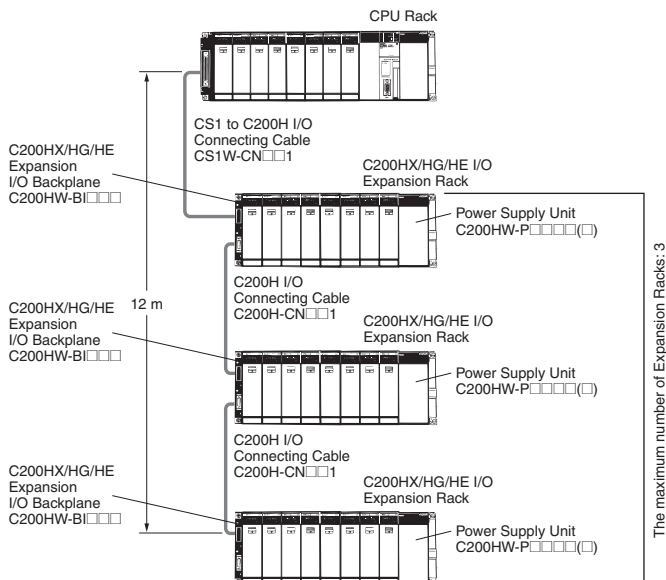 CPU Rack
CS1 to C200H I/O
Connecting Cable
CS1W-CN□□1
C200HX/HG/HE
Expansion
I/O Backplane
C200HW-BI□□□
C200HX/HG/HE I/O
Expansion Rack
Power Supply Unit
C200HW-P□□□□(□)
C200H I/O
Connecting Cable
C200H-CN□□1
12 m
C200HX/HG/HE
Expansion
I/O Backplane
C200HW-BI□□□
C200HX/HG/HE I/O
Expansion Rack
Power Supply Unit
C200HW-P□□□□(□)
C200H I/O
Connecting Cable
C200H-CN□□1
C200HX/HG/HE
Expansion
I/O Backplane
C200HW-BI□□□
C200HX/HG/HE I/O
Expansion Rack
Power Supply Unit
C200HW-P□□□□(□)
The maximum number of Expansion Racks: 3